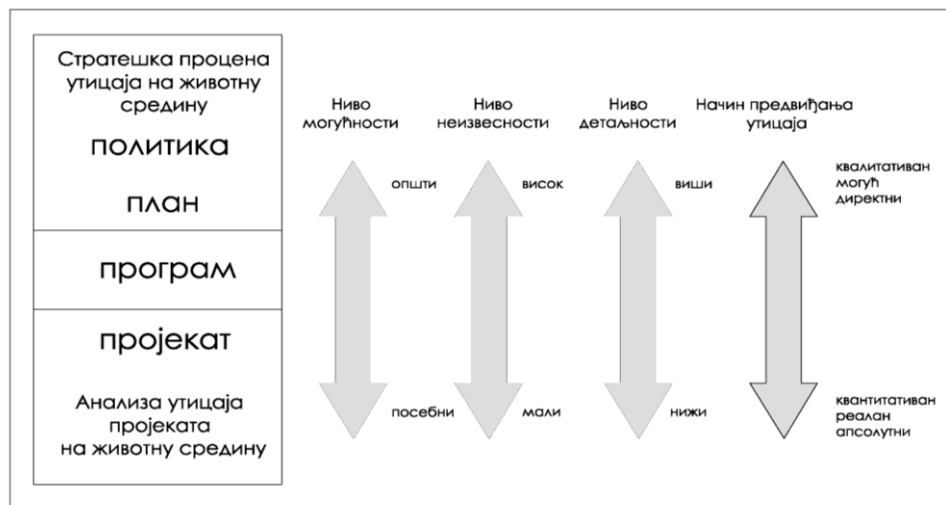 Стратешка процена
утицаја на животну
средину
политика
план
програм
пројекат
Анализа утицаја
пројеката
на животну средину
Ниво
могућности
општи
посебни
Ниво
неизвесности
висок
мали
Ниво
детаљности
виши
нижи
Начин предвиђања
утицаја
квалитативан
могућ
директни
квантитативан
реалан
апсолутни